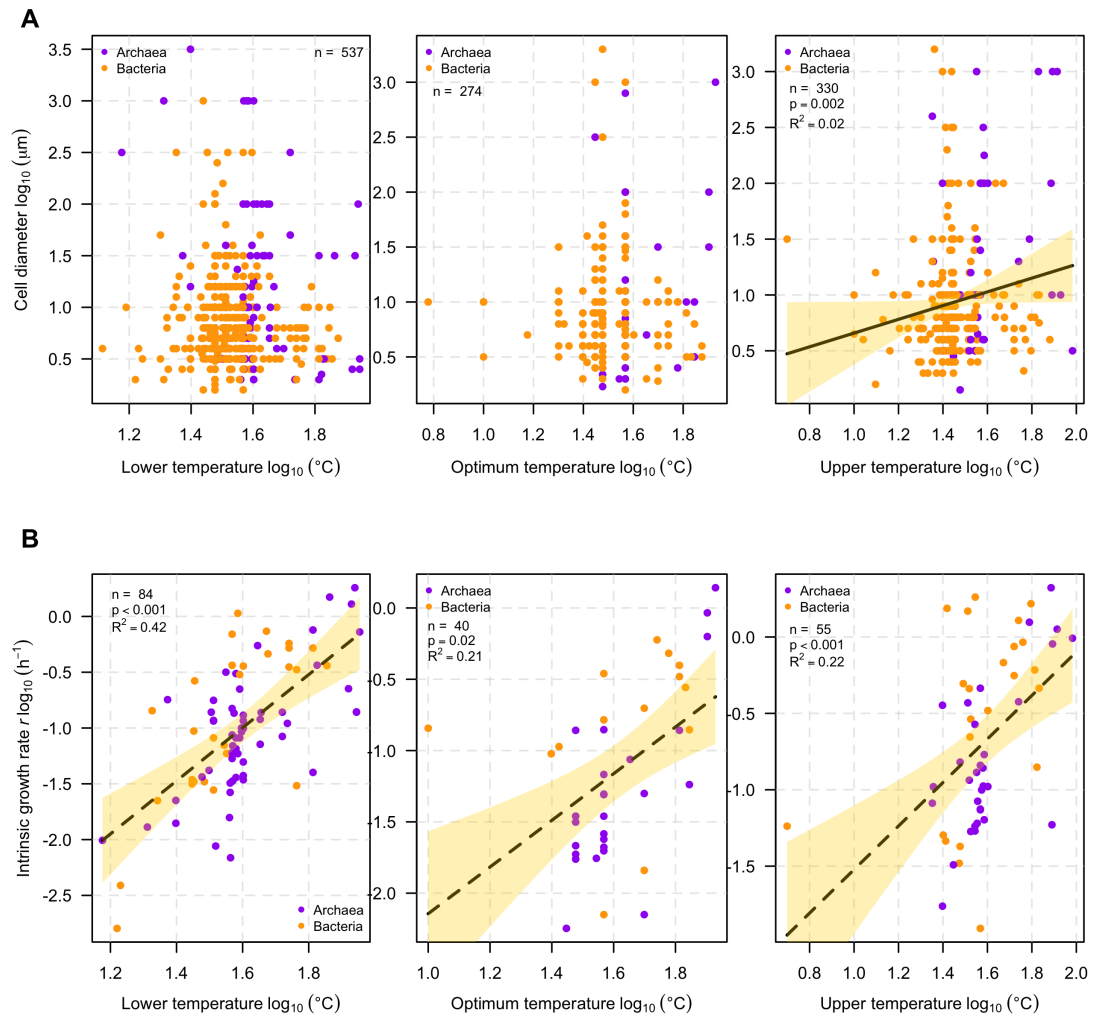 A
Archaea
Bacteria
n = 537
3.5
3.0
2.5
2.0
1.5
1.0
0.5
Cell diameter log10 (μm)
1.2 1.4 1.6 1.8
Lower temperature log10 (°C)
Archaea
Bacteria
n = 274
3.0
2.5
2.0
1.5
1.0
0.5
0.8 1.0 1.2 1.4 1.6 1.8
Optimum temperature log10 (°C)
Archaea
Bacteria
n = 330
p = 0.002
R2 = 0.02
3.0
2.5
2.0
1.5
1.0
0.5
0.8 1.0 1.2 1.4 1.6 1.8 2.0
Upper temperature log10 (°C)
B
n = 84
p < 0.001
R2 = 0.42
0.0
-0.5
-1.0
-1.5
-2.0
-2.5
Intrinsic growth rate r log10 (h−1)
Archaea
Bacteria
1.2 1.4 1.6 1.8
Lower temperature log10 (°C)
Archaea
Bacteria
n = 40
p = 0.02
R2 = 0.21
0.0
-0.5
-1.0
-1.5
-2.0
1.0 1.2 1.4 1.6 1.8
Optimum temperature log10 (°C)
Archaea
Bacteria
n = 55
p < 0.001
R2 = 0.22
0.0
-0.5
-1.0
-1.5
0.8 1.0 1.2 1.4 1.6 1.8 2.0
Upper temperature log10 (°C)